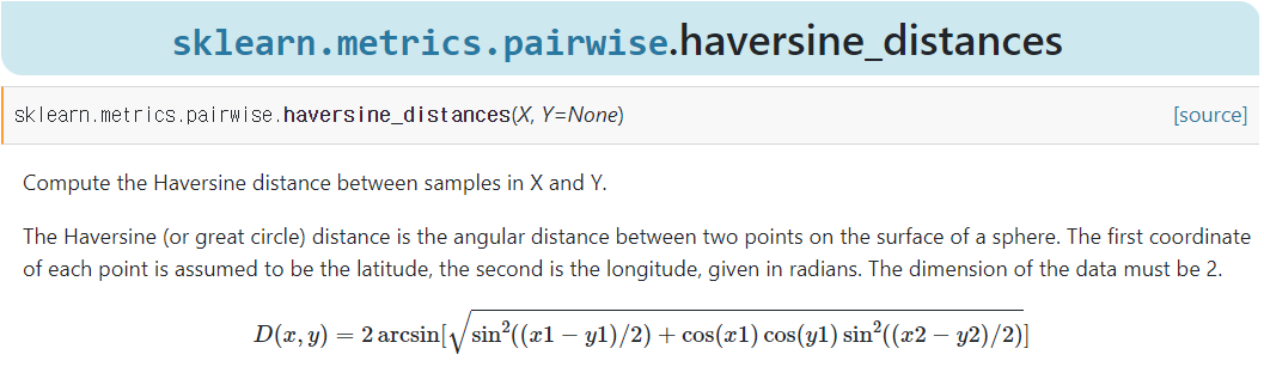 sklearn.metrics.pairwise.haversine_distances
sklearn.metrics.pairwise.haversine_distances(X, Y=None) [source]
Compute the Haversine distance between samples in X and Y.
The Haversine (or great circle) distance is the angular distance between two points on the surface of a sphere. The first coordinate
of each point is assumed to be the latitude, the second is the longitude, given in radians. The dimension of the data must be 2.
D(x, y) = 2 arcsin[√sin²((x1 − y1)/2) + cos(x1) cos(y1) sin²((x2 − y2)/2)]